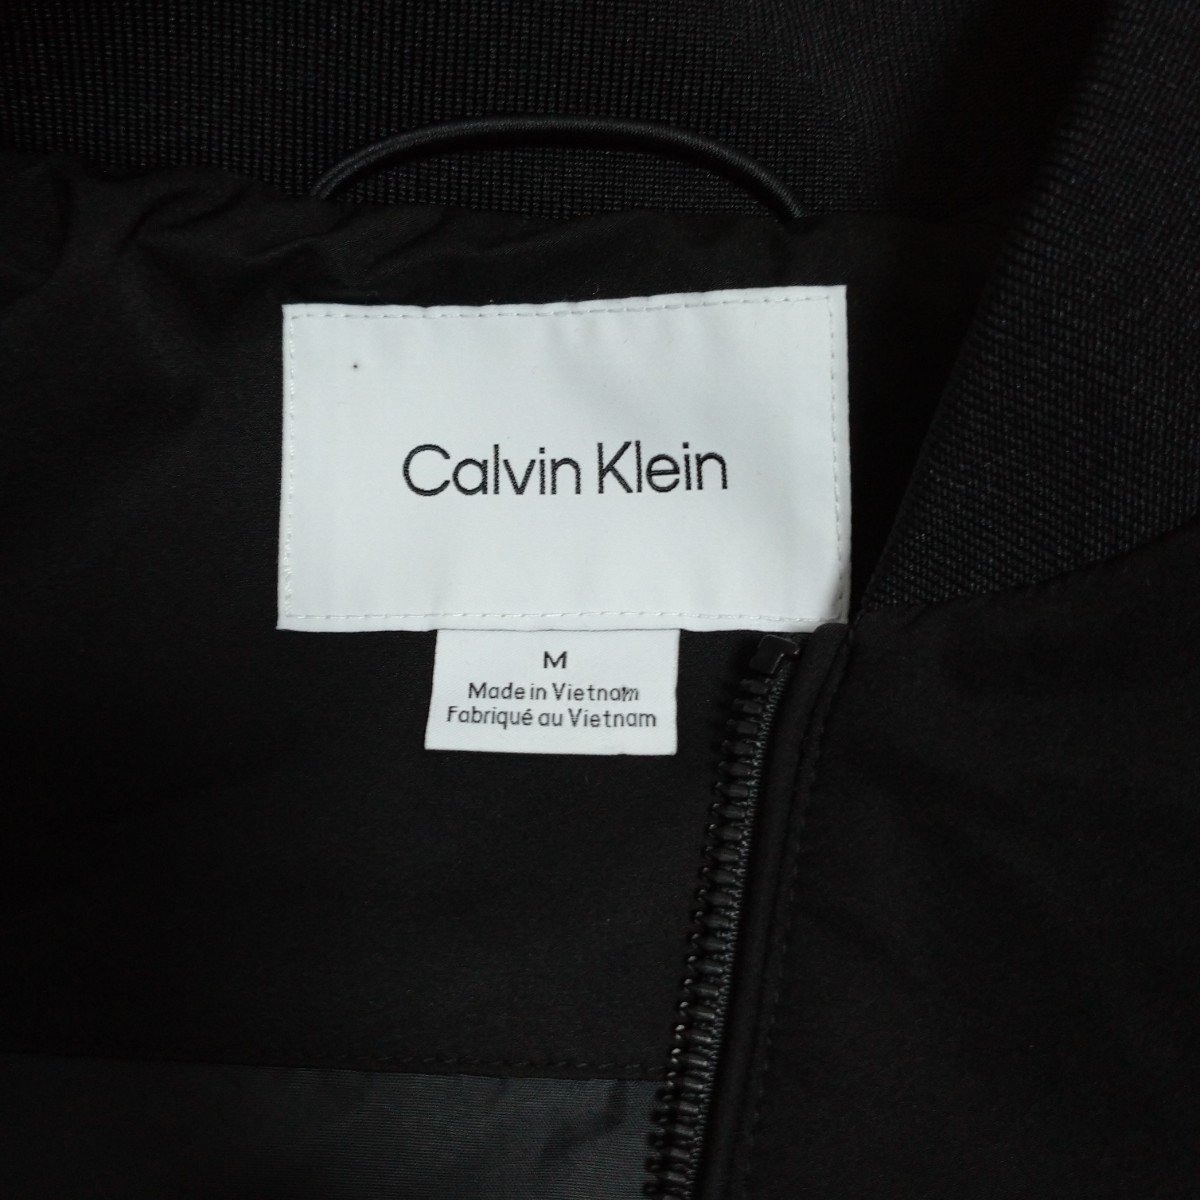 Calvin Klein
M
Made in Vietnam
Fabriqué au Vietnam